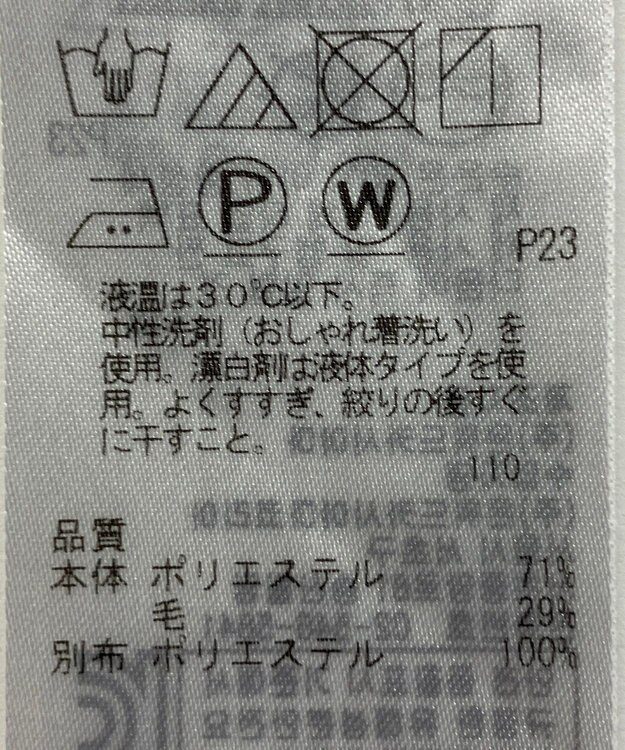 P
W
P23
液温は30℃以下。
中性洗剤（おしゃれ着洗い）を
使用。漂白剤は液体タイプを使
用。よくすすぎ、絞りの後すぐ
に干すこと。
110
品質
本体 ポリエステル 71%
毛 29%
別布 ポリエステル 100%